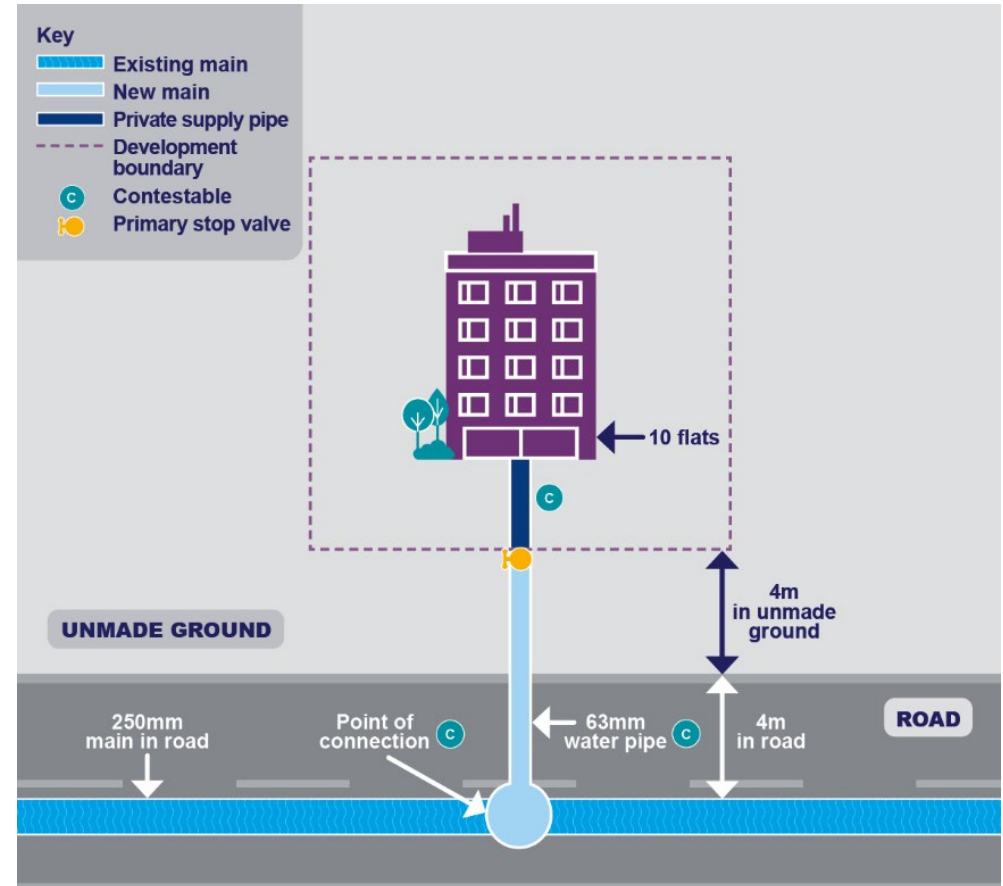 Key
Existing main
New main
Private supply pipe
Development
boundary
C
Contestable
Primary stop valve
10 flats
C
4m
in unmade
ground
UNMADE GROUND
250mm
main in road
Point of
connection C
63mm
water pipe C
4m
in road
ROAD